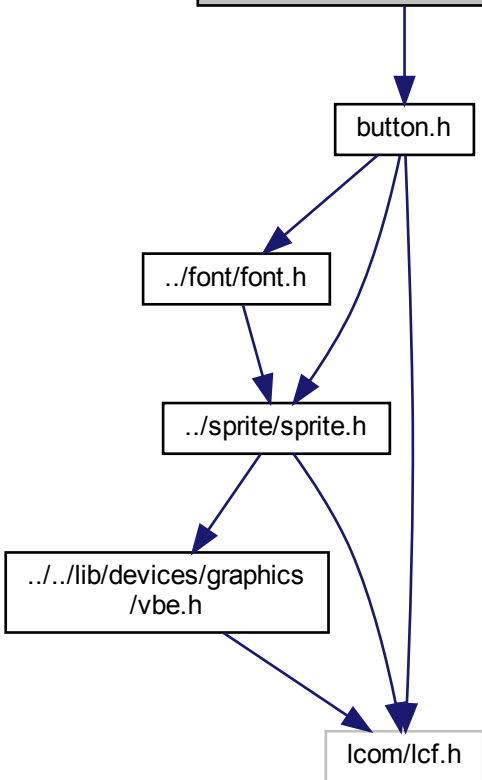 button.h
../font/font.h
../sprite/sprite.h
../../lib/devices/graphics
/vbe.h
lcom/lcf.h